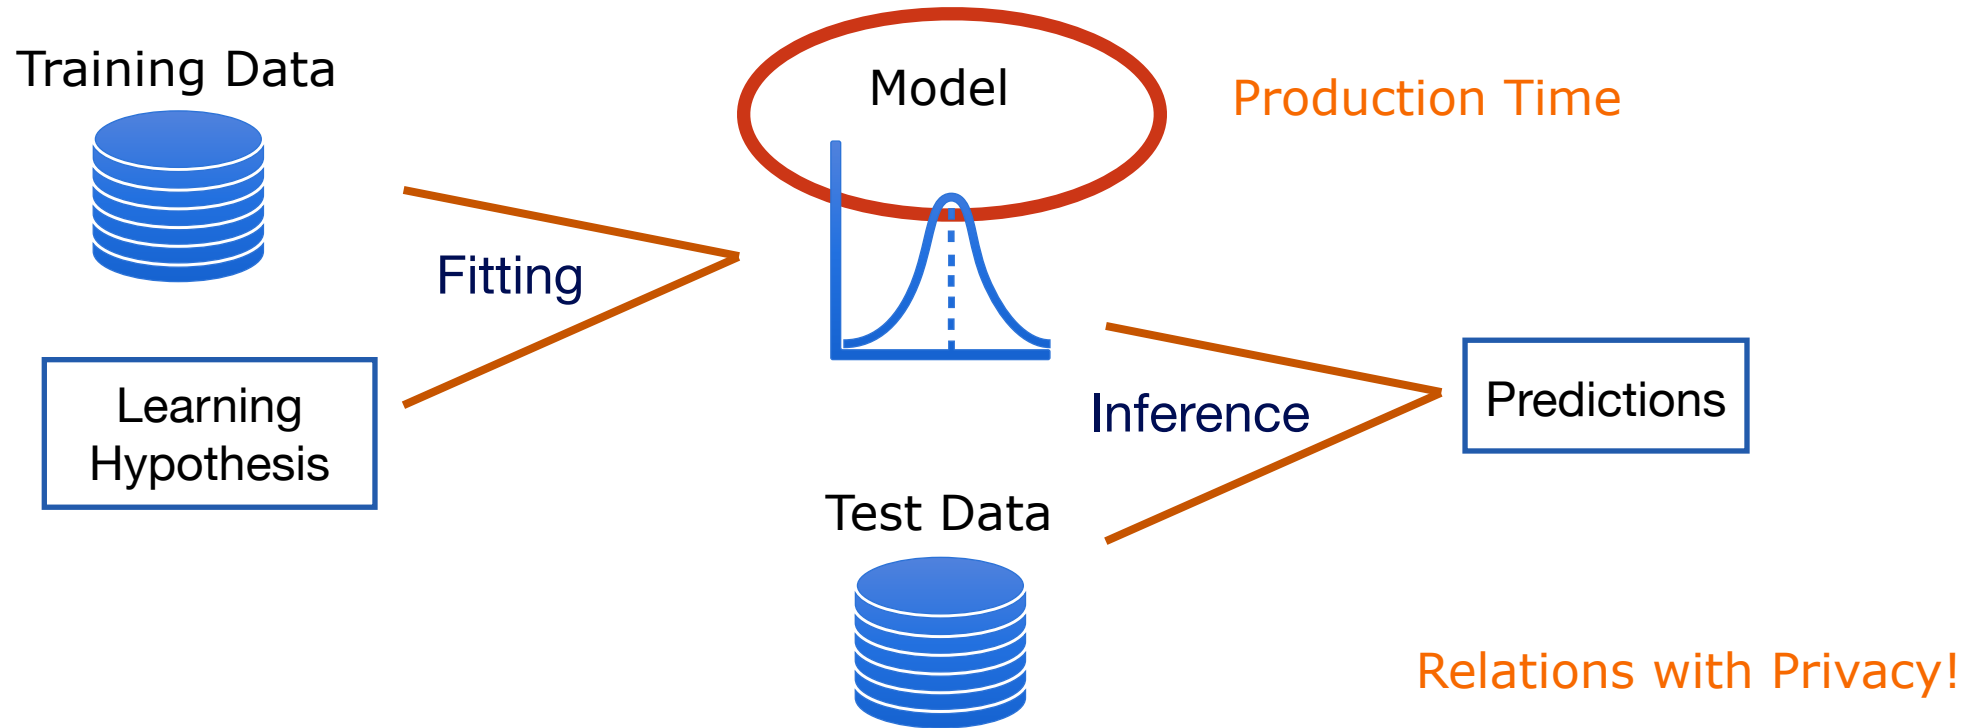 Training Data
Model
Production Time
Fitting
Learning
Hypothesis
Inference
Predictions
Test Data
Relations with Privacy!